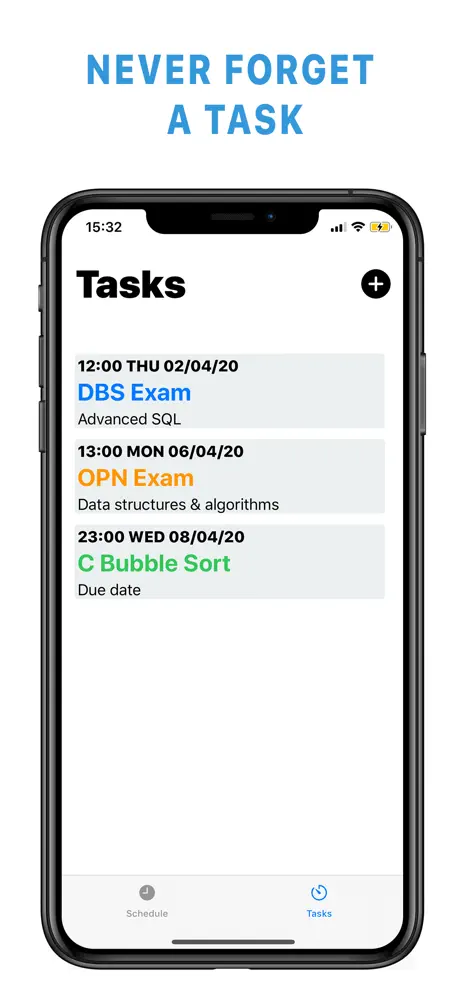 NEVER FORGET
A TASK
15:32
Tasks
12:00 THU 02/04/20
DBS Exam
Advanced SQL
13:00 MON 06/04/20
OPN Exam
Data structures & algorithms
23:00 WED 08/04/20
C Bubble Sort
Due date
Schedule
Tasks